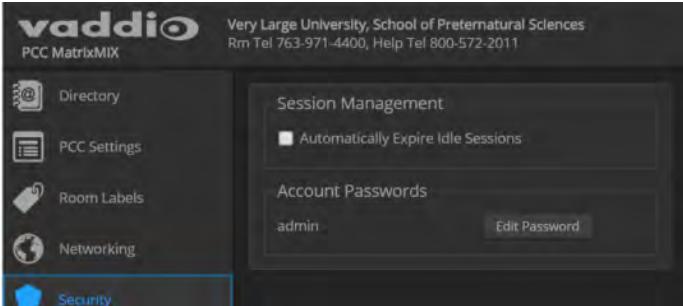 vaddio
PCC MatrixMIX
Very Large University, School of Preternatural Sciences
Rm Tel 763-971-4400, Help Tel 800-572-2011
Directory
PCC Settings
Room Labels
Networking
Security
Session Management
Automatically Expire Idle Sessions
Account Passwords
admin
Edit Password